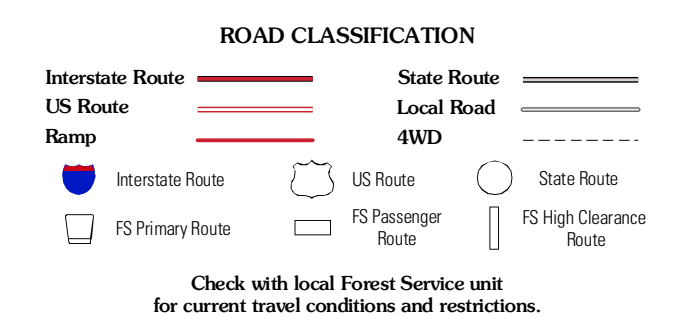 ROAD CLASSIFICATION
Interstate Route
State Route
US Route
Local Road
Ramp
4WD
Interstate Route
US Route
State Route
FS Primary Route
FS Passenger
Route
FS High Clearance
Route
Check with local Forest Service unit
for current travel conditions and restrictions.